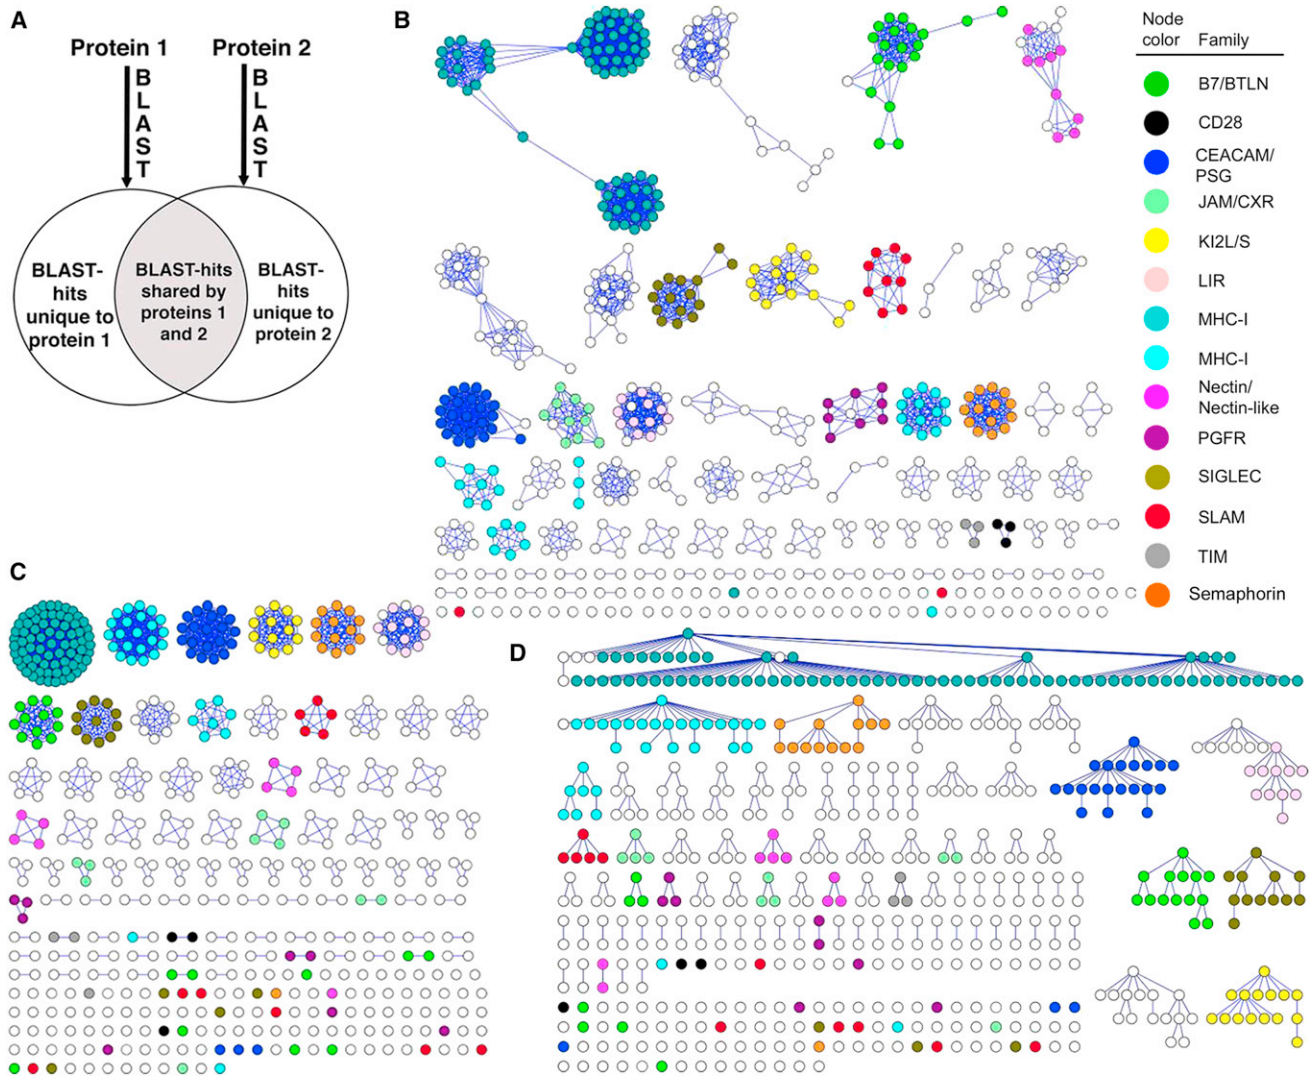 A
Protein 1
Protein 2
B
L
A
S
T
B
L
A
S
T
BLAST-
hits
unique to
protein 1
BLAST-hits
shared by
proteins 1
and 2
BLAST-
hits
unique to
protein 2
B
Node
color
Family
B7/BTLN
CD28
CEACAM/
PSG
JAM/CXR
KI2L/S
LIR
MHC-I
MHC-I
Nectin/
Nectin-like
PGFR
SIGLEC
SLAM
TIM
Semaphorin
C
D